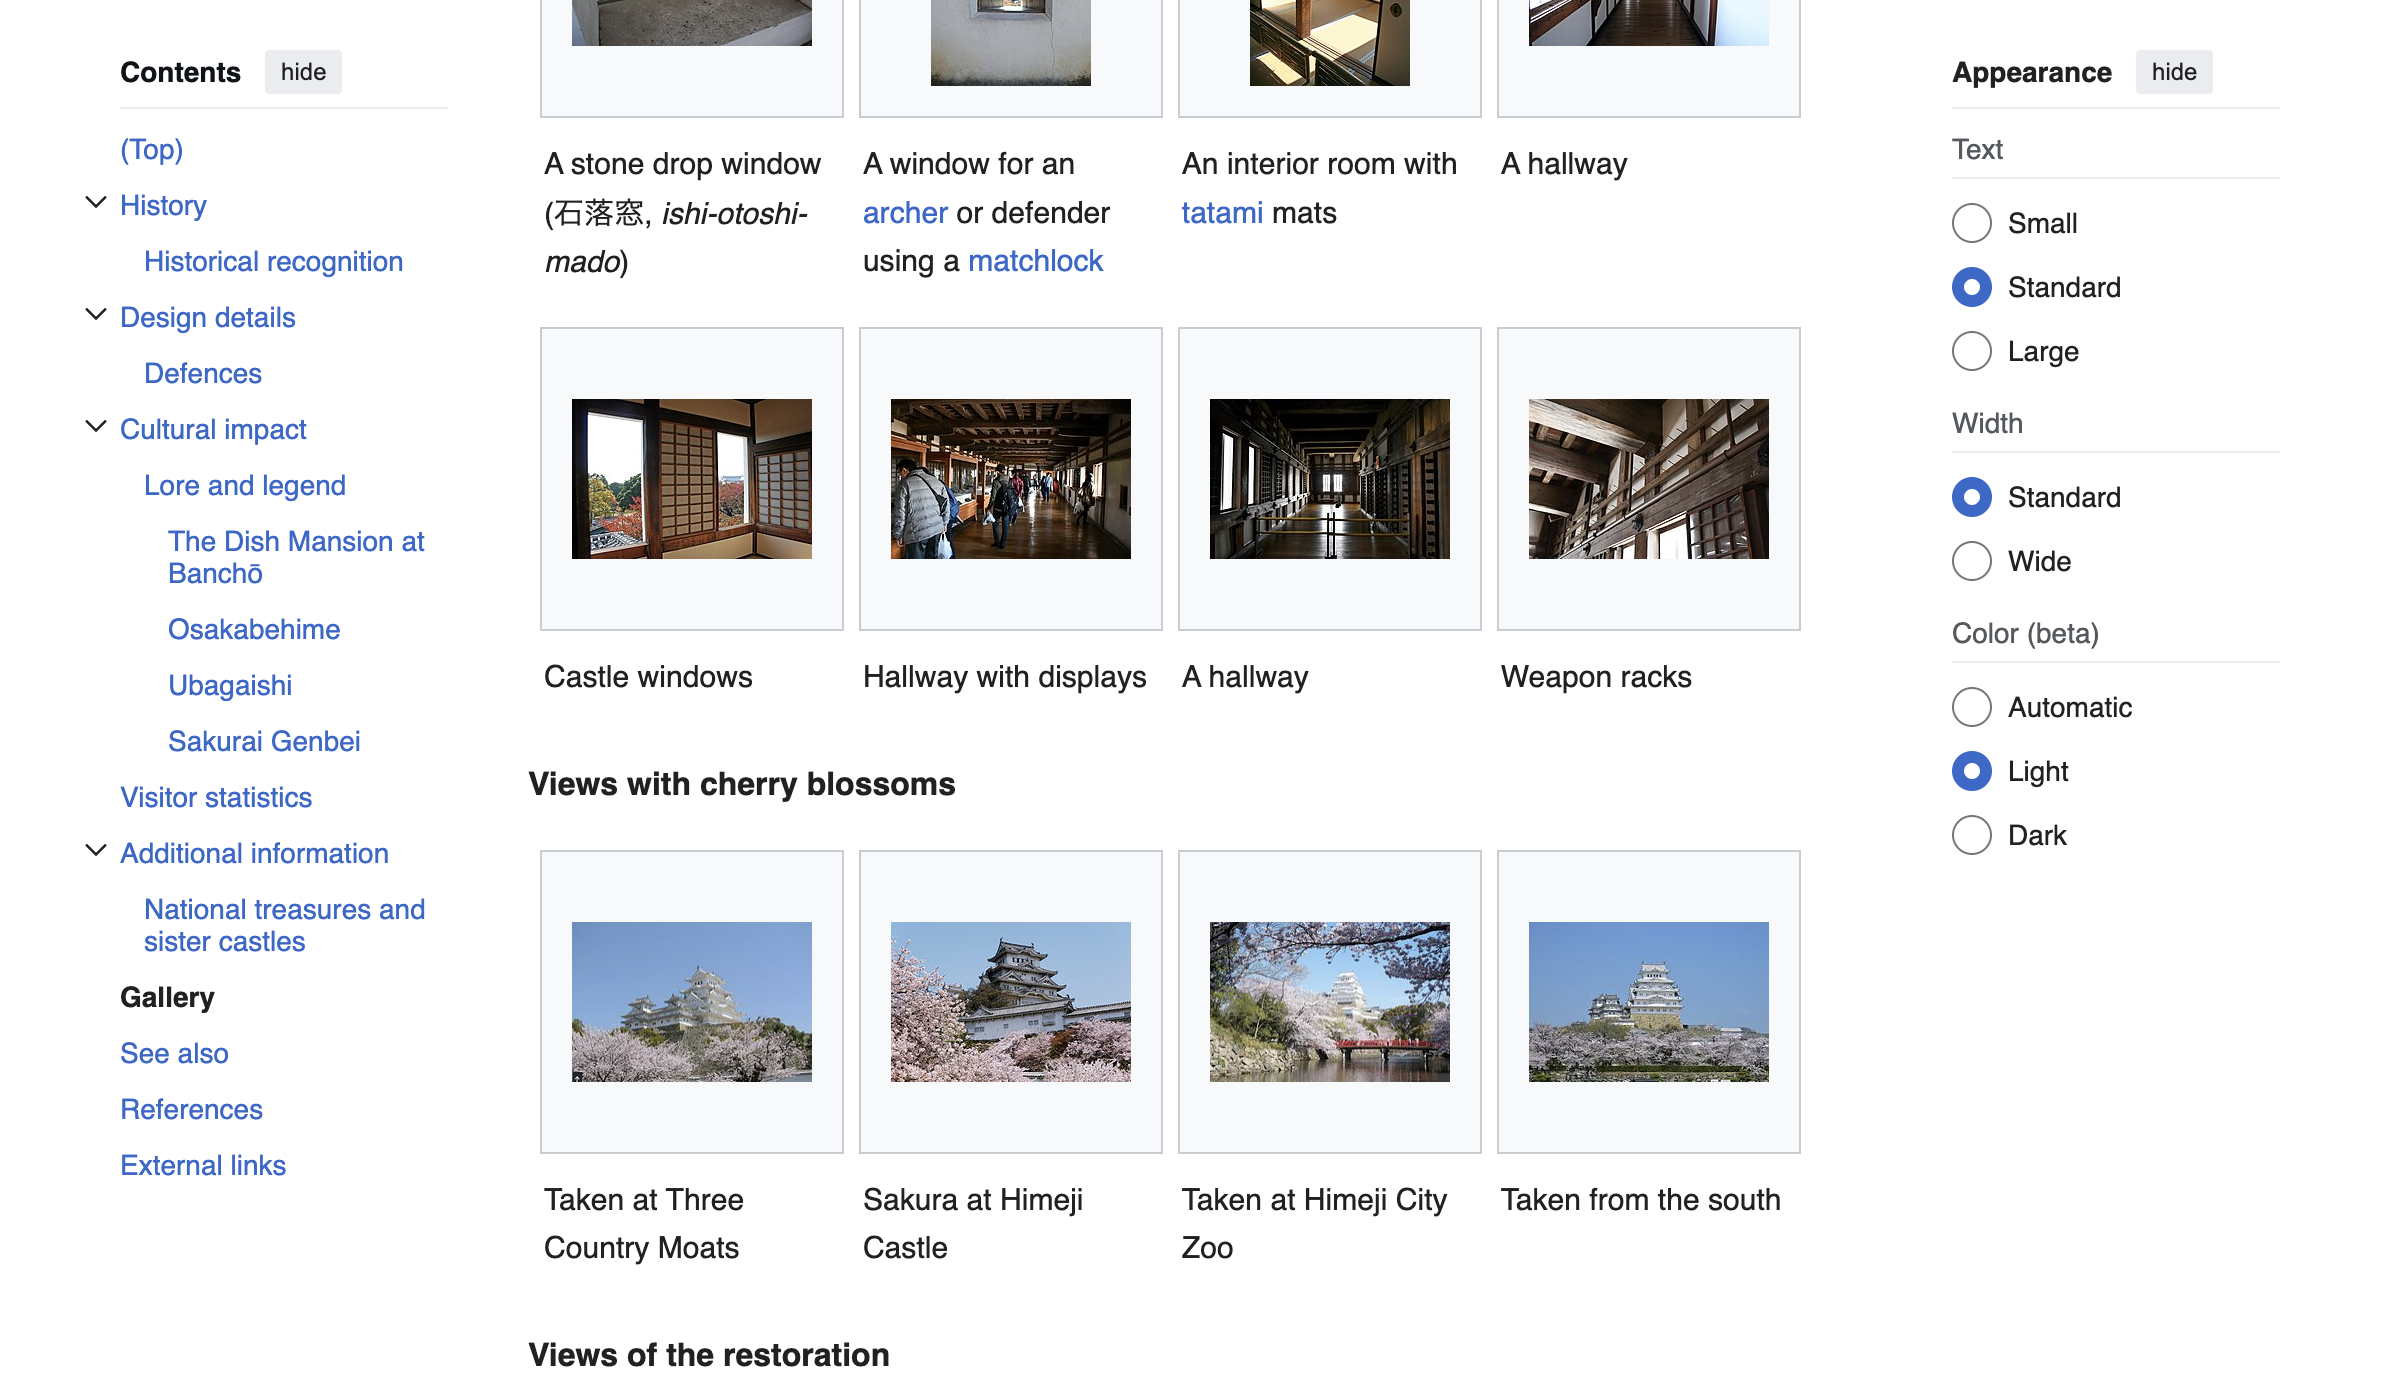 Contents hide
(Top)
History
Historical recognition
Design details
Defences
Cultural impact
Lore and legend
The Dish Mansion at
Banchō
Osakabehime
Ubagaishi
Sakurai Genbei
Visitor statistics
Additional information
National treasures and
sister castles
Gallery
See also
References
External links
A stone drop window
(石落窓, ishi-otoshi-
mado)
A window for an
archer or defender
using a matchlock
An interior room with
tatami mats
A hallway
Castle windows
Hallway with displays
A hallway
Weapon racks
Views with cherry blossoms
Taken at Three
Country Moats
Sakura at Himeji
Castle
Taken at Himeji City
Zoo
Taken from the south
Views of the restoration
Appearance hide
Text
Small
Standard
Large
Width
Standard
Wide
Color (beta)
Automatic
Light
Dark